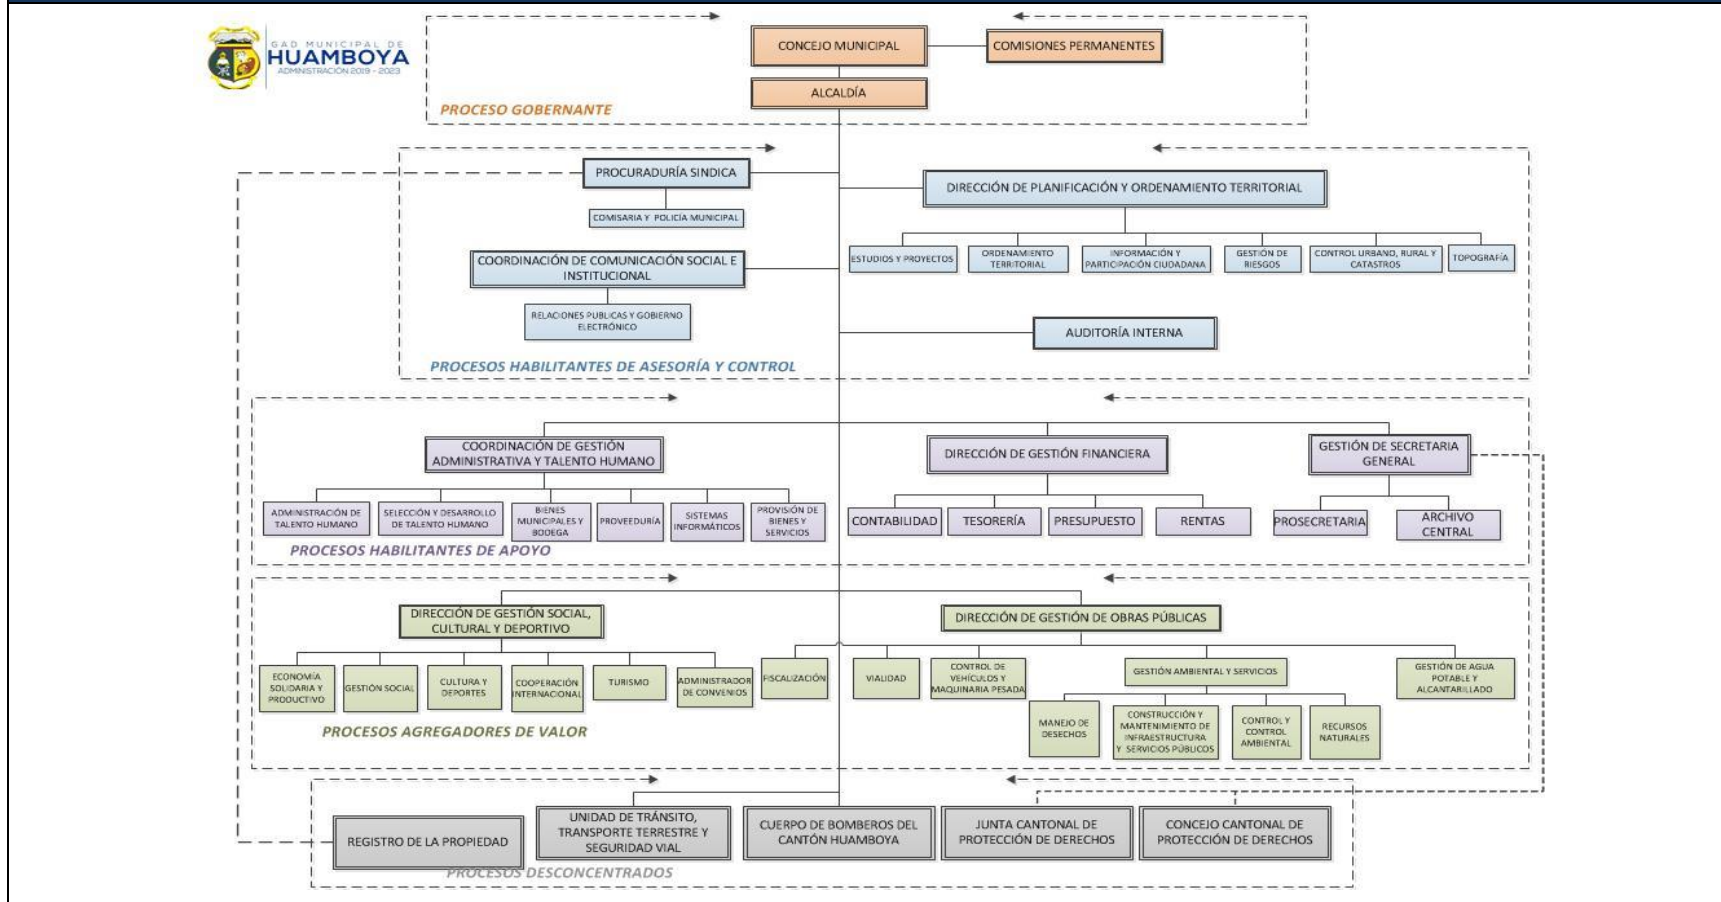 GAD MUNICIPAL DE
HUAMBOYA
ADMINISTRACIÓN 2019 - 2023
CONCEJO MUNICIPAL
COMISIONES PERMANENTES
ALCALDÍA
PROCESO GOBERNANTE
PROCURADURÍA SINDICA
COMISARIA Y POLICÍA MUNICIPAL
COORDINACIÓN DE COMUNICACIÓN SOCIAL E
INSTITUCIONAL
RELACIONES PUBLICAS Y GOBIERNO
ELECTRÓNICO
DIRECCIÓN DE PLANIFICACIÓN Y ORDENAMIENTO TERRITORIAL
ESTUDIOS Y PROYECTOS
ORDENAMIENTO
TERRITORIAL
INFORMACIÓN Y
PARTICIPACIÓN CIUDADANA
GESTIÓN DE
RIESGOS
CONTROL URBANO, RURAL Y
CATASTROS
TOPOGRAFÍA
AUDITORÍA INTERNA
PROCESOS HABILITANTES DE ASESORÍA Y CONTROL
COORDINACIÓN DE GESTIÓN
ADMINISTRATIVA Y TALENTO HUMANO
ADMINISTRACIÓN DE
TALENTO HUMANO
SELECCIÓN Y DESARROLLO
DE TALENTO HUMANO
BIENES
MUNICIPALES Y
BODEGA
PROVEEDURÍA
SISTEMAS
INFORMÁTICOS
PROVISIÓN DE
BIENES Y
SERVICIOS
DIRECCIÓN DE GESTIÓN FINANCIERA
CONTABILIDAD
TESORERÍA
PRESUPUESTO
RENTAS
GESTIÓN DE SECRETARIA
GENERAL
PROSECRETARIA
ARCHIVO
CENTRAL
PROCESOS HABILITANTES DE APOYO
DIRECCIÓN DE GESTIÓN SOCIAL,
CULTURAL Y DEPORTIVO
ECONOMÍA
SOLIDARIA Y
PRODUCTIVO
GESTIÓN SOCIAL
CULTURA Y
DEPORTES
COOPERACIÓN
INTERNACIONAL
TURISMO
ADMINISTRADOR
DE CONVENIOS
DIRECCIÓN DE GESTIÓN DE OBRAS PÚBLICAS
FISCALIZACIÓN
VIALIDAD
CONTROL DE
VEHÍCULOS Y
MAQUINARIA PESADA
GESTIÓN AMBIENTAL Y SERVICIOS
MANEJO DE
DESECHOS
CONSTRUCCIÓN Y
MANTENIMIENTO DE
INFRAESTRUCTURA
Y SERVICIOS PÚBLICOS
CONTROL Y
CONTROL
AMBIENTAL
RECURSOS
NATURALES
GESTIÓN DE AGUA
POTABLE Y
ALCANTARILLADO
PROCESOS AGREGADORES DE VALOR
REGISTRO DE LA PROPIEDAD
UNIDAD DE TRÁNSITO,
TRANSPORTE TERRESTRE Y
SEGURIDAD VIAL
CUERPO DE BOMBEROS DEL
CANTÓN HUAMBOYA
JUNTA CANTONAL DE
PROTECCIÓN DE DERECHOS
CONCEJO CANTONAL DE
PROTECCIÓN DE DERECHOS
PROCESOS DESCONCENTRADOS